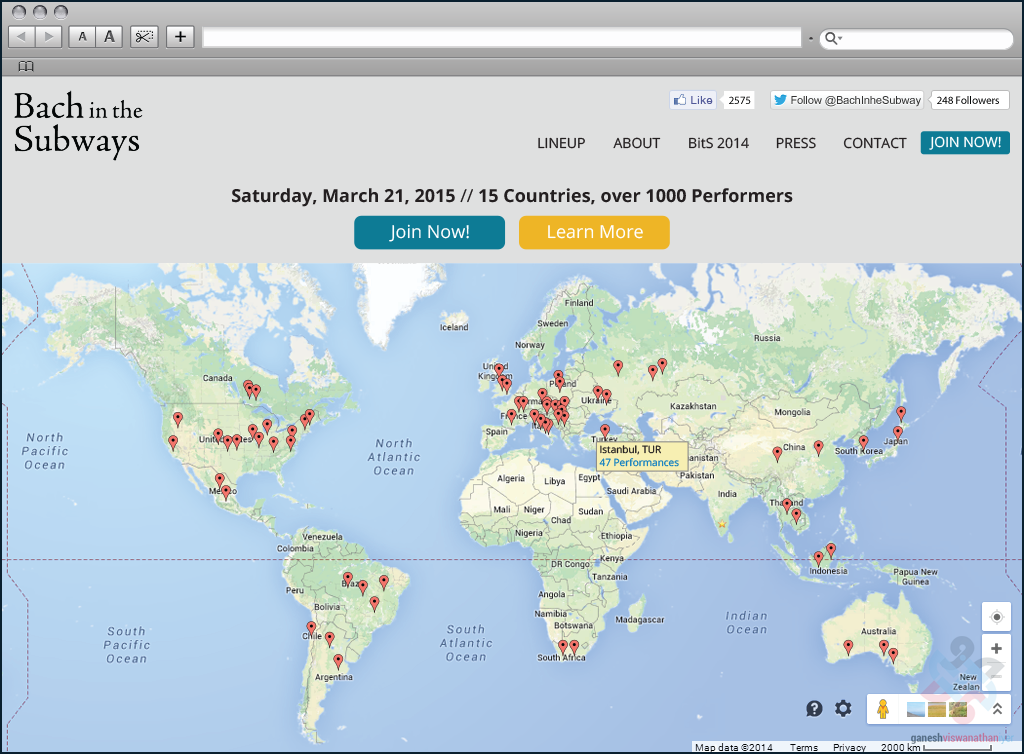 A
A
+
Bach in the
Subways
Like
2575
Follow @BachInheSubway
248 Followers
LINEUP
ABOUT
BitS 2014
PRESS
CONTACT
JOIN NOW!
Saturday, March 21, 2015 // 15 Countries, over 1000 Performers
Join Now!
Learn More
Finland
Iceland
Sweden
Norway
Russia
United
Kingdom
Canada
Poland
Ukraine
Kazakhstan
Mongolia
France
Spain
Turkey
United
China
South Korea
Japan
North
Pacific
Ocean
North
Atlantic
Ocean
Istanbul, TUR
47 Performances
Pakistan
Algeria
Libya
Egypt
Saudi Arabia
India
Mexico
Mali
Niger
Chad
Sudan
Thailand
Nigeria
Ethiopia
Venezuela
Colombia
DR Congo
Kenya
Tanzania
Indonesia
Papua New
Guinea
Brazil
Peru
Bolivia
Angola
Namibia
Botswana
Madagascar
Chile
South
Pacific
Ocean
South
Atlantic
Ocean
Indian
Ocean
Australia
South Africa
Argentina
New
Zealand
ganeshviswanathan
Map data ©2014
Terms
Privacy
2000 km